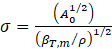 σ = (A₀^{1/2}) / (β_{T,m}/ρ)^{1/2}